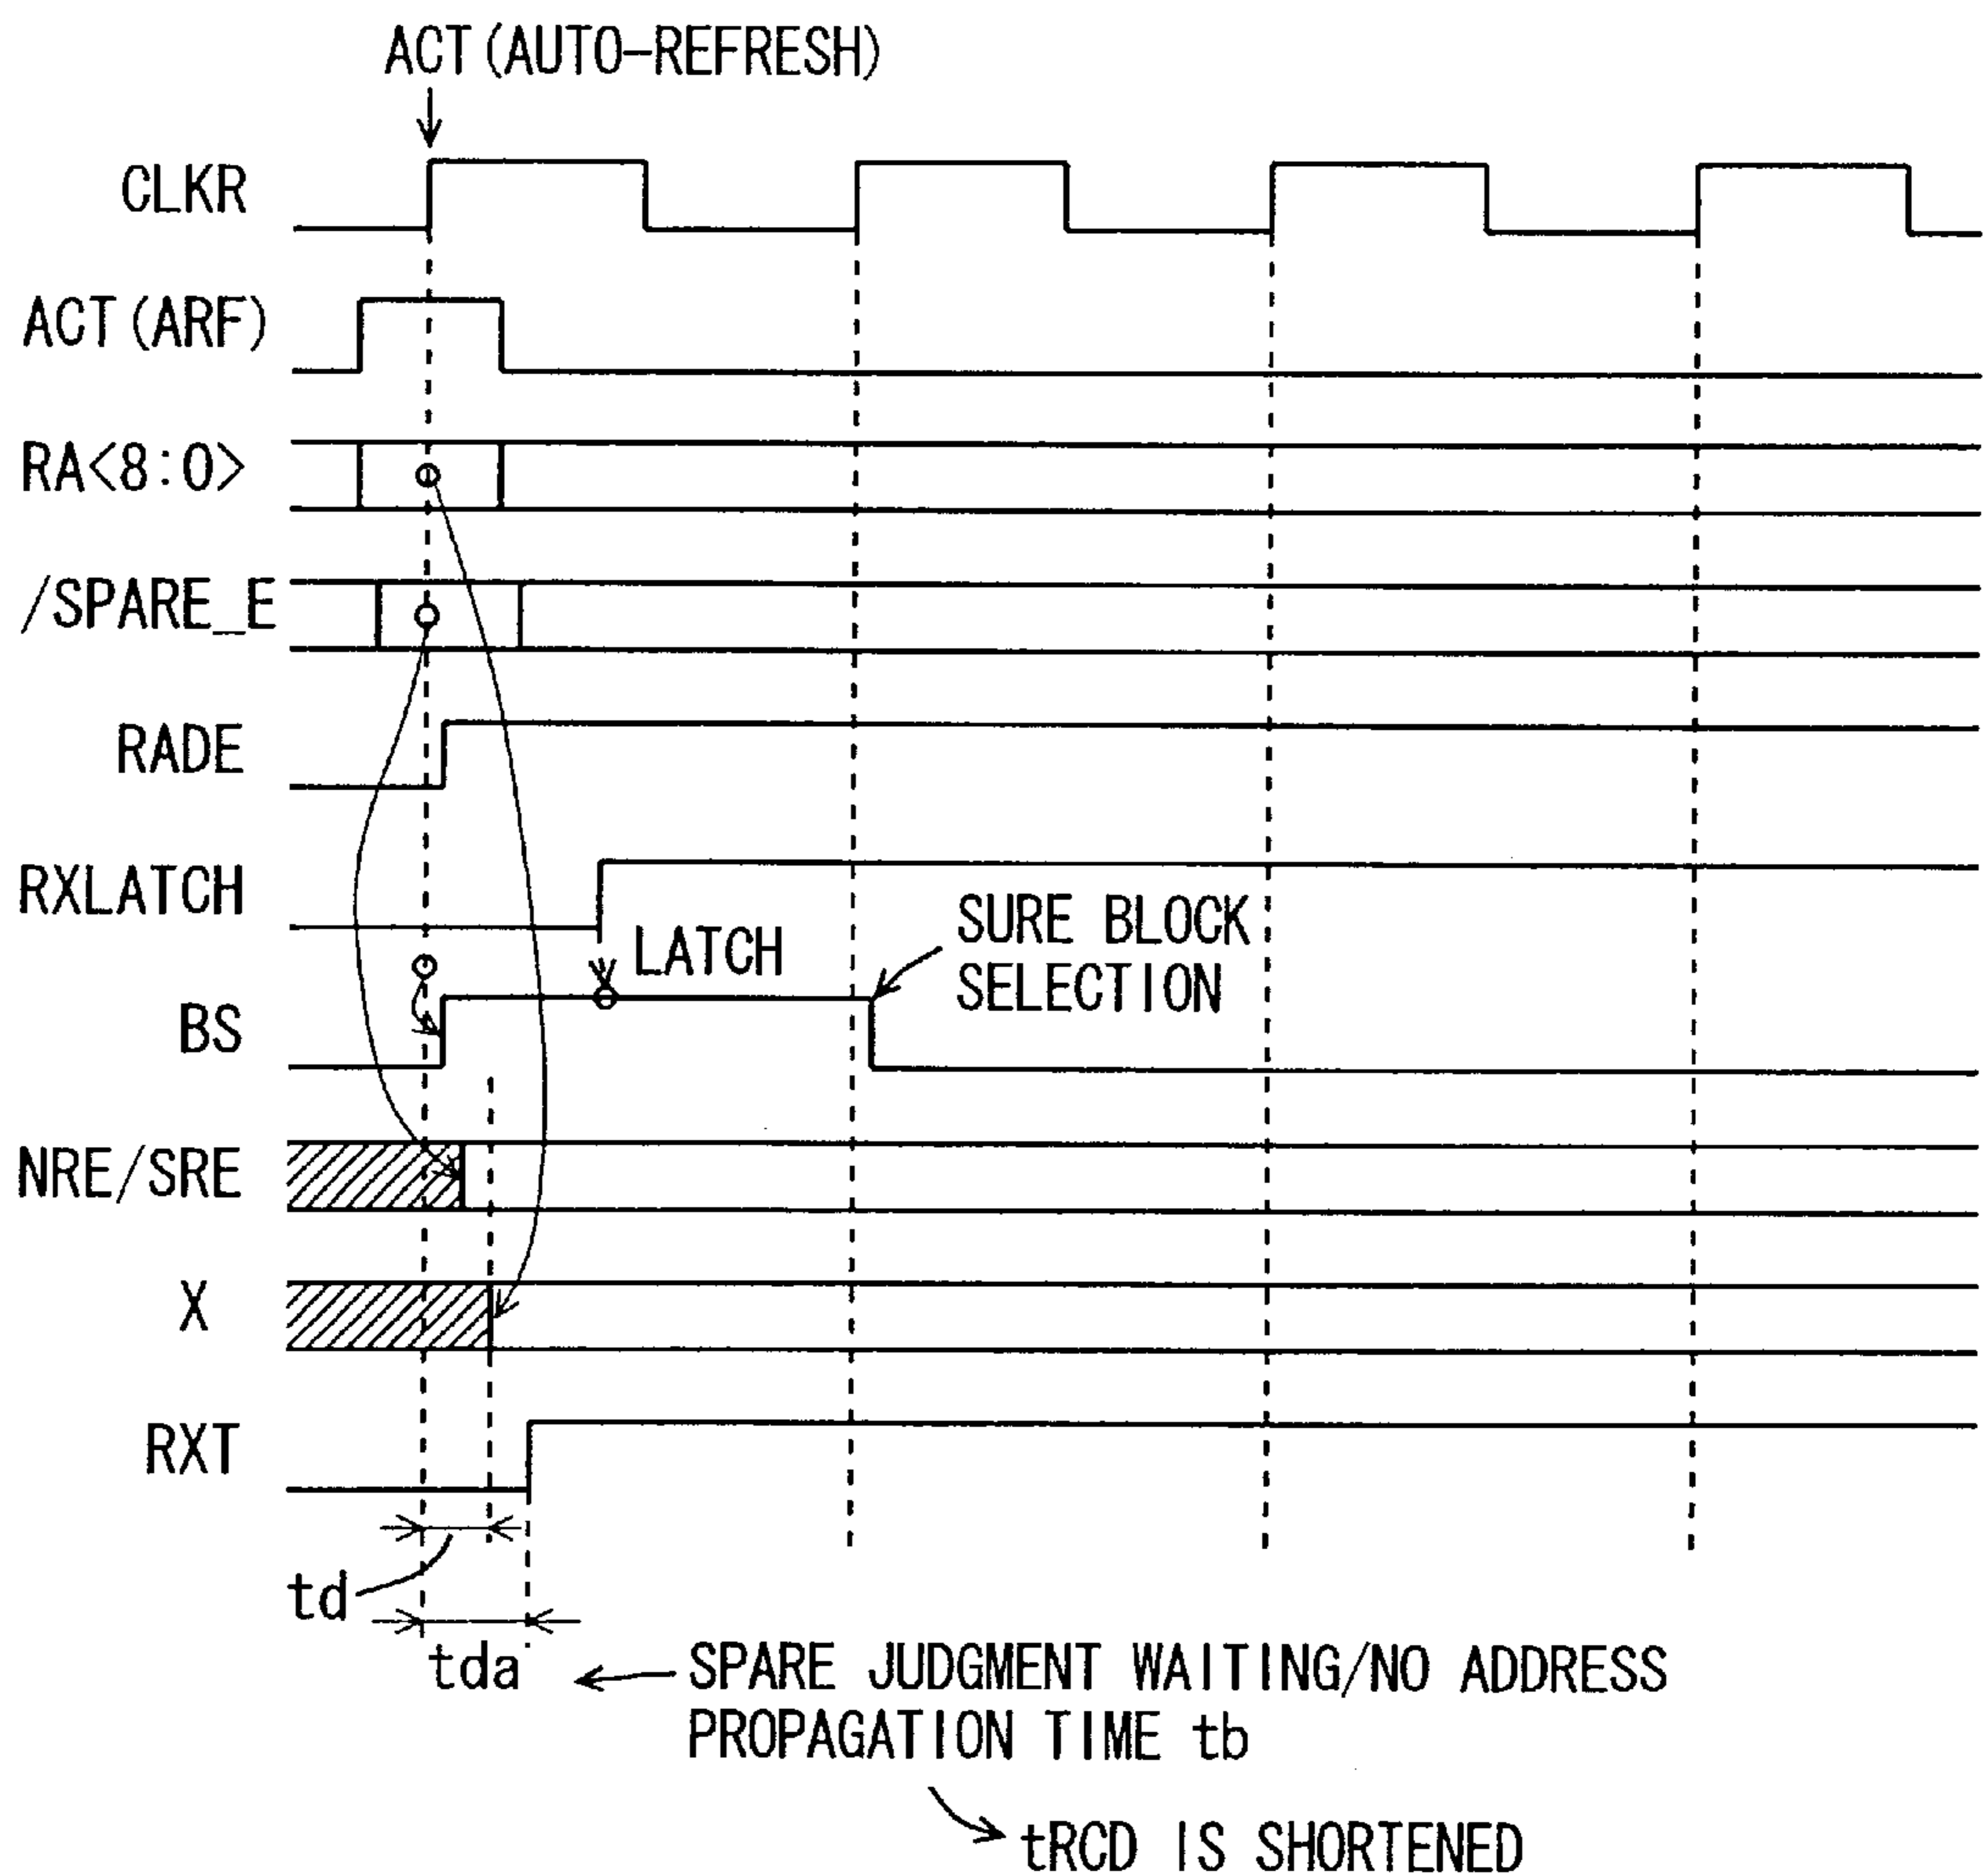 ACT(AUTO-REFRESH)
CLKR
ACT(ARF)
RA<8:0>
/SPARE_E
RADE
RXLATCH
LATCH
SURE BLOCK
SELECTION
BS
NRE/SRE
X
RXT
td
tda
SPARE JUDGMENT WAITING/NO ADDRESS
PROPAGATION TIME tb
tRCD IS SHORTENED